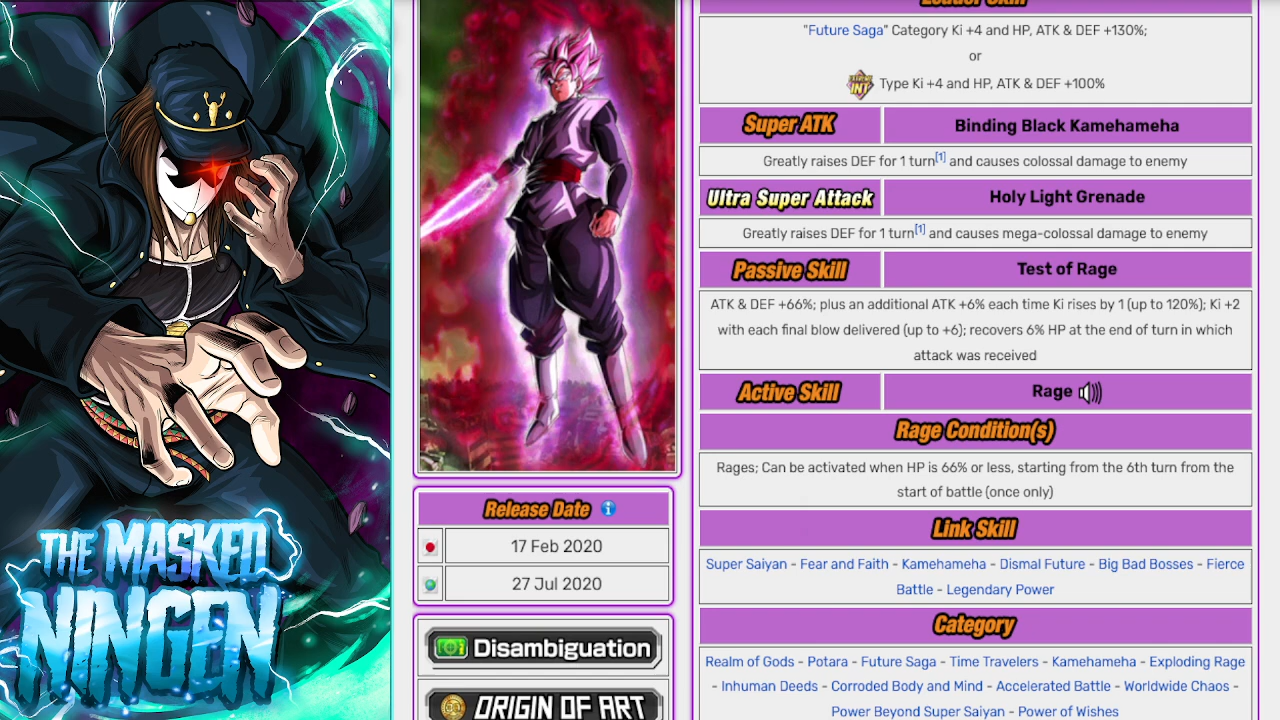 THE MASKED
NINGEN
Release Date
17 Feb 2020
27 Jul 2020
Disambiguation
ORIGIN OF ART
Leader Skill
"Future Saga" Category Ki +4 and HP, ATK & DEF +130%;
or
EXTREME INT Type Ki +4 and HP, ATK & DEF +100%
Super ATK Binding Black Kamehameha
Greatly raises DEF for 1 turn[1] and causes colossal damage to enemy
Ultra Super Attack Holy Light Grenade
Greatly raises DEF for 1 turn[1] and causes mega-colossal damage to enemy
Passive Skill Test of Rage
ATK & DEF +66%; plus an additional ATK +6% each time Ki rises by 1 (up to 120%); Ki +2
with each final blow delivered (up to +6); recovers 6% HP at the end of turn in which
attack was received
Active Skill Rage
Rage Condition(s)
Rages; Can be activated when HP is 66% or less, starting from the 6th turn from the
start of battle (once only)
Link Skill
Super Saiyan - Fear and Faith - Kamehameha - Dismal Future - Big Bad Bosses - Fierce
Battle - Legendary Power
Category
Realm of Gods - Potara - Future Saga - Time Travelers - Kamehameha - Exploding Rage
- Inhuman Deeds - Corroded Body and Mind - Accelerated Battle - Worldwide Chaos -
Power Beyond Super Saiyan - Power of Wishes